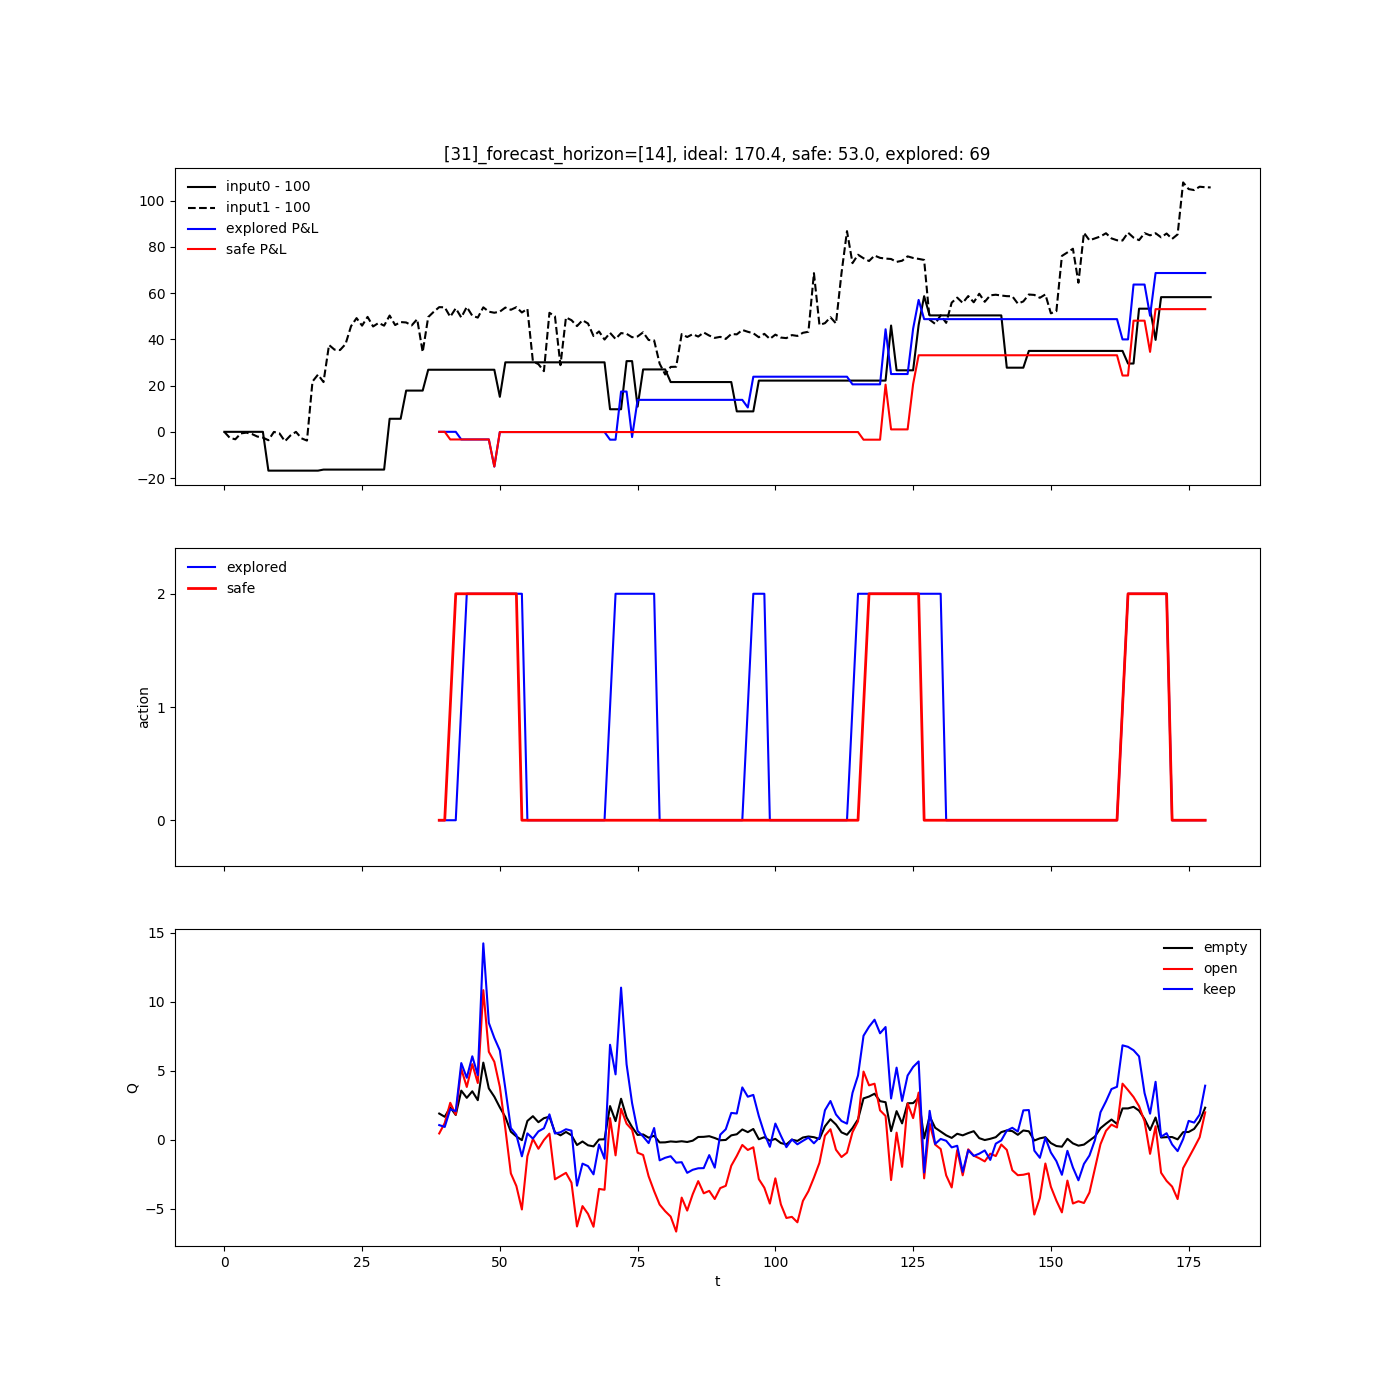 [31]_forecast_horizon=[14], ideal: 170.4, safe: 53.0, explored: 69
input0 - 100
input1 - 100
explored P&L
safe P&L
100
80
60
40
20
0
−20
explored
safe
2
1
0
action
empty
open
keep
15
10
5
0
−5
Q
0 25 50 75 100 125 150 175
t